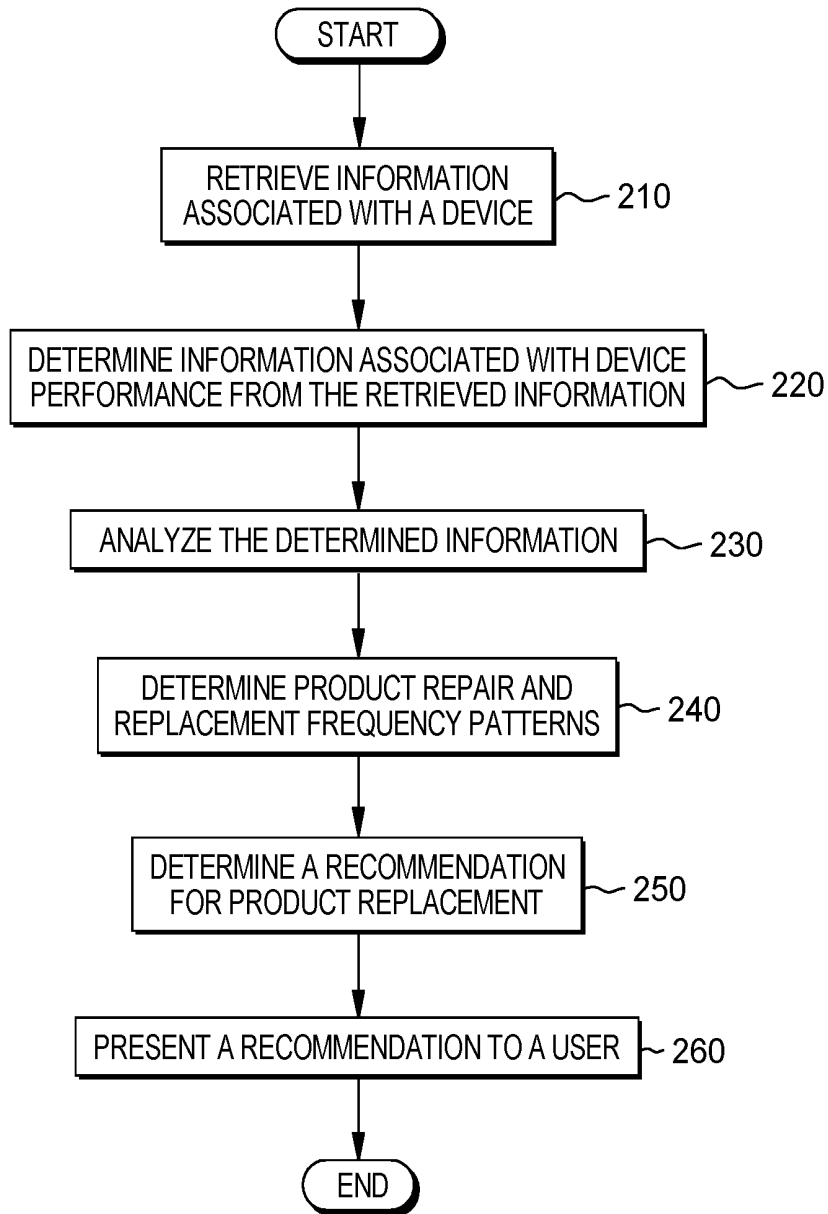 START
RETRIEVE INFORMATION
ASSOCIATED WITH A DEVICE
210
DETERMINE INFORMATION ASSOCIATED WITH DEVICE
PERFORMANCE FROM THE RETRIEVED INFORMATION
220
ANALYZE THE DETERMINED INFORMATION
230
DETERMINE PRODUCT REPAIR AND
REPLACEMENT FREQUENCY PATTERNS
240
DETERMINE A RECOMMENDATION
FOR PRODUCT REPLACEMENT
250
PRESENT A RECOMMENDATION TO A USER
260
END